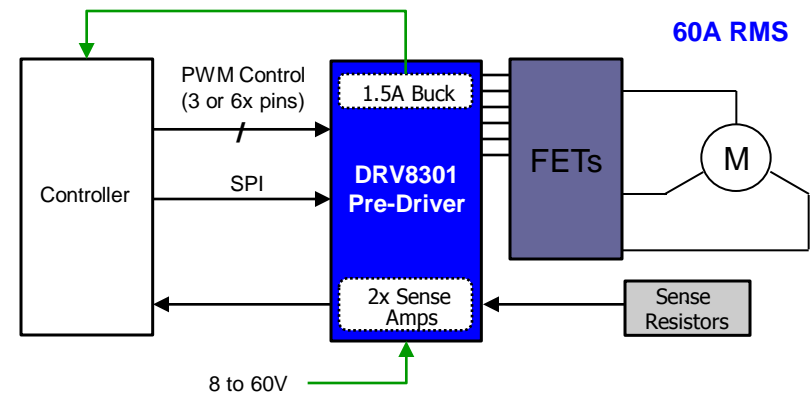 60A RMS
PWM Control
(3 or 6x pins)
1.5A Buck
FETs
M
Controller
SPI
DRV8301
Pre-Driver
2x Sense
Amps
Sense
Resistors
8 to 60V